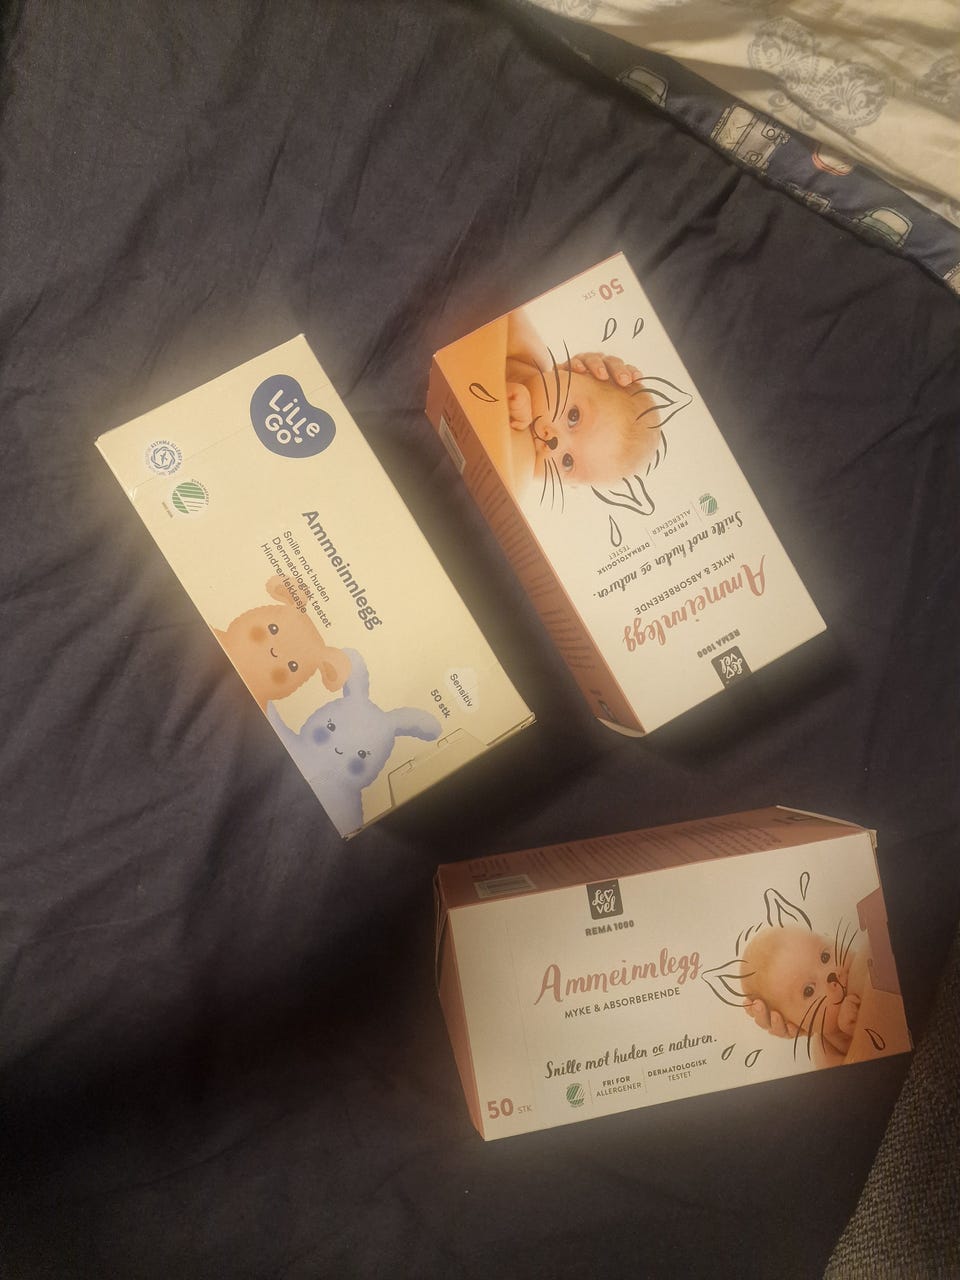 Lille
Go.
Ammeinnlegg
Snille mot huden
Dermatologisk testet
Hindrer lekkasje
Sensitiv
50 stk
50 STK
Levvel
REMA 1000
Ammeinnlegg
MYKE & ABSORBERENDE
Snille mot huden og naturen.
FRI FOR
ALLERGENER
DERMATOLOGISK
TESTET
Levvel
REMA 1000
Ammeinnlegg
MYKE & ABSORBERENDE
Snille mot huden og naturen.
FRI FOR
ALLERGENER
DERMATOLOGISK
TESTET
50 STK